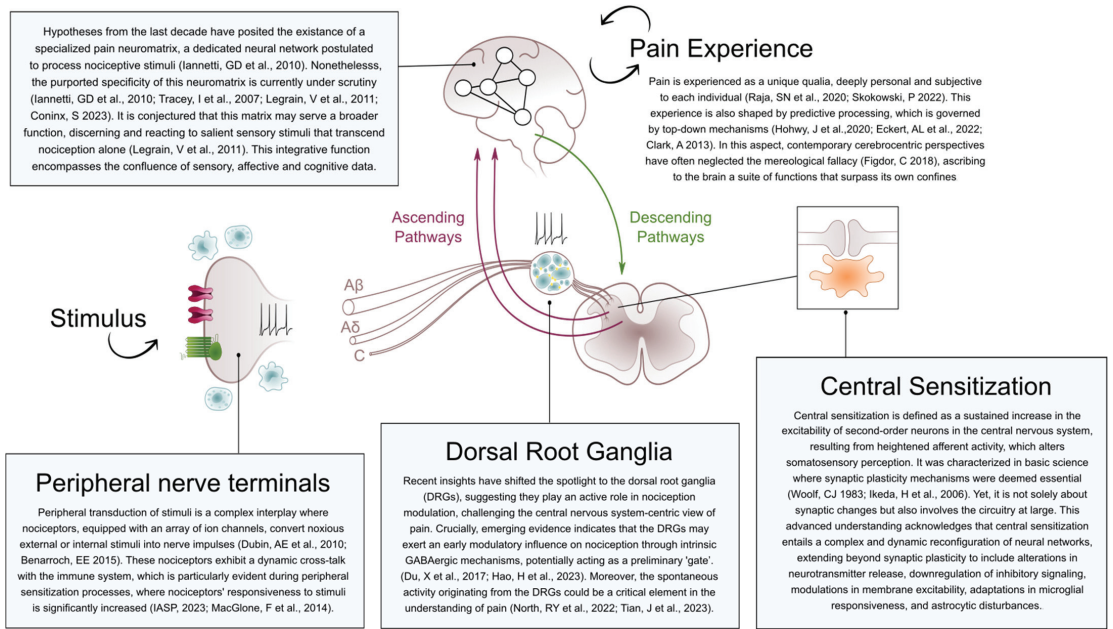 Hypotheses from the last decade have posited the existance of a
specialized pain neuromatrix, a dedicated neural network postulated
to process nociceptive stimuli (Iannetti, GD et al., 2010). Nonethelesss,
the purported specificity of this neuromatrix is currently under scrutiny
(Iannetti, GD et al., 2010; Tracey, I et al., 2007; Legrain, V et al., 2011;
Coninx, S 2023). It is conjectured that this matrix may serve a broader
function, discerning and reacting to salient sensory stimuli that transcend
nociception alone (Legrain, V et al., 2011). This integrative function
encompasses the confluence of sensory, affective and cognitive data.
Pain Experience
Pain is experienced as a unique qualia, deeply personal and subjective
to each individual (Raja, SN et al., 2020; Skokowski, P 2022). This
experience is also shaped by predictive processing, which is governed
by top-down mechanisms (Hohwy, J et al.,2020; Eckert, AL et al., 2022;
Clark, A 2013). In this aspect, contemporary cerebrocentric perspectives
have often neglected the mereological fallacy (Figdor, C 2018), ascribing
to the brain a suite of functions that surpass its own confines
Ascending
Pathways
Descending
Pathways
Stimulus
Aβ
Aδ
C
Peripheral nerve terminals
Peripheral transduction of stimuli is a complex interplay where
nociceptors, equipped with an array of ion channels, convert noxious
external or internal stimuli into nerve impulses (Dubin, AE et al., 2010;
Benarroch, EE 2015). These nociceptors exhibit a dynamic cross-talk
with the immune system, which is particularly evident during peripheral
sensitization processes, where nociceptors' responsiveness to stimuli
is significantly increased (IASP, 2023; MacGlone, F et al., 2014).
Dorsal Root Ganglia
Recent insights have shifted the spotlight to the dorsal root ganglia
(DRGs), suggesting they play an active role in nociception
modulation, challenging the central nervous system-centric view of
pain. Crucially, emerging evidence indicates that the DRGs may
exert an early modulatory influence on nociception through intrinsic
GABAergic mechanisms, potentially acting as a preliminary 'gate'.
(Du, X et al., 2017; Hao, H et al., 2023). Moreover, the spontaneous
activity originating from the DRGs could be a critical element in the
understanding of pain (North, RY et al., 2022; Tian, J et al., 2023).
Central Sensitization
Central sensitization is defined as a sustained increase in the
excitability of second-order neurons in the central nervous system,
resulting from heightened afferent activity, which alters
somatosensory perception. It was characterized in basic science
where synaptic plasticity mechanisms were deemed essential
(Woolf, CJ 1983; Ikeda, H et al., 2006). Yet, it is not solely about
synaptic changes but also involves the circuitry at large. This
advanced understanding acknowledges that central sensitization
entails a complex and dynamic reconfiguration of neural networks,
extending beyond synaptic plasticity to include alterations in
neurotransmitter release, downregulation of inhibitory signaling,
modulations in membrane excitability, adaptations in microglial
responsiveness, and astrocytic disturbances.